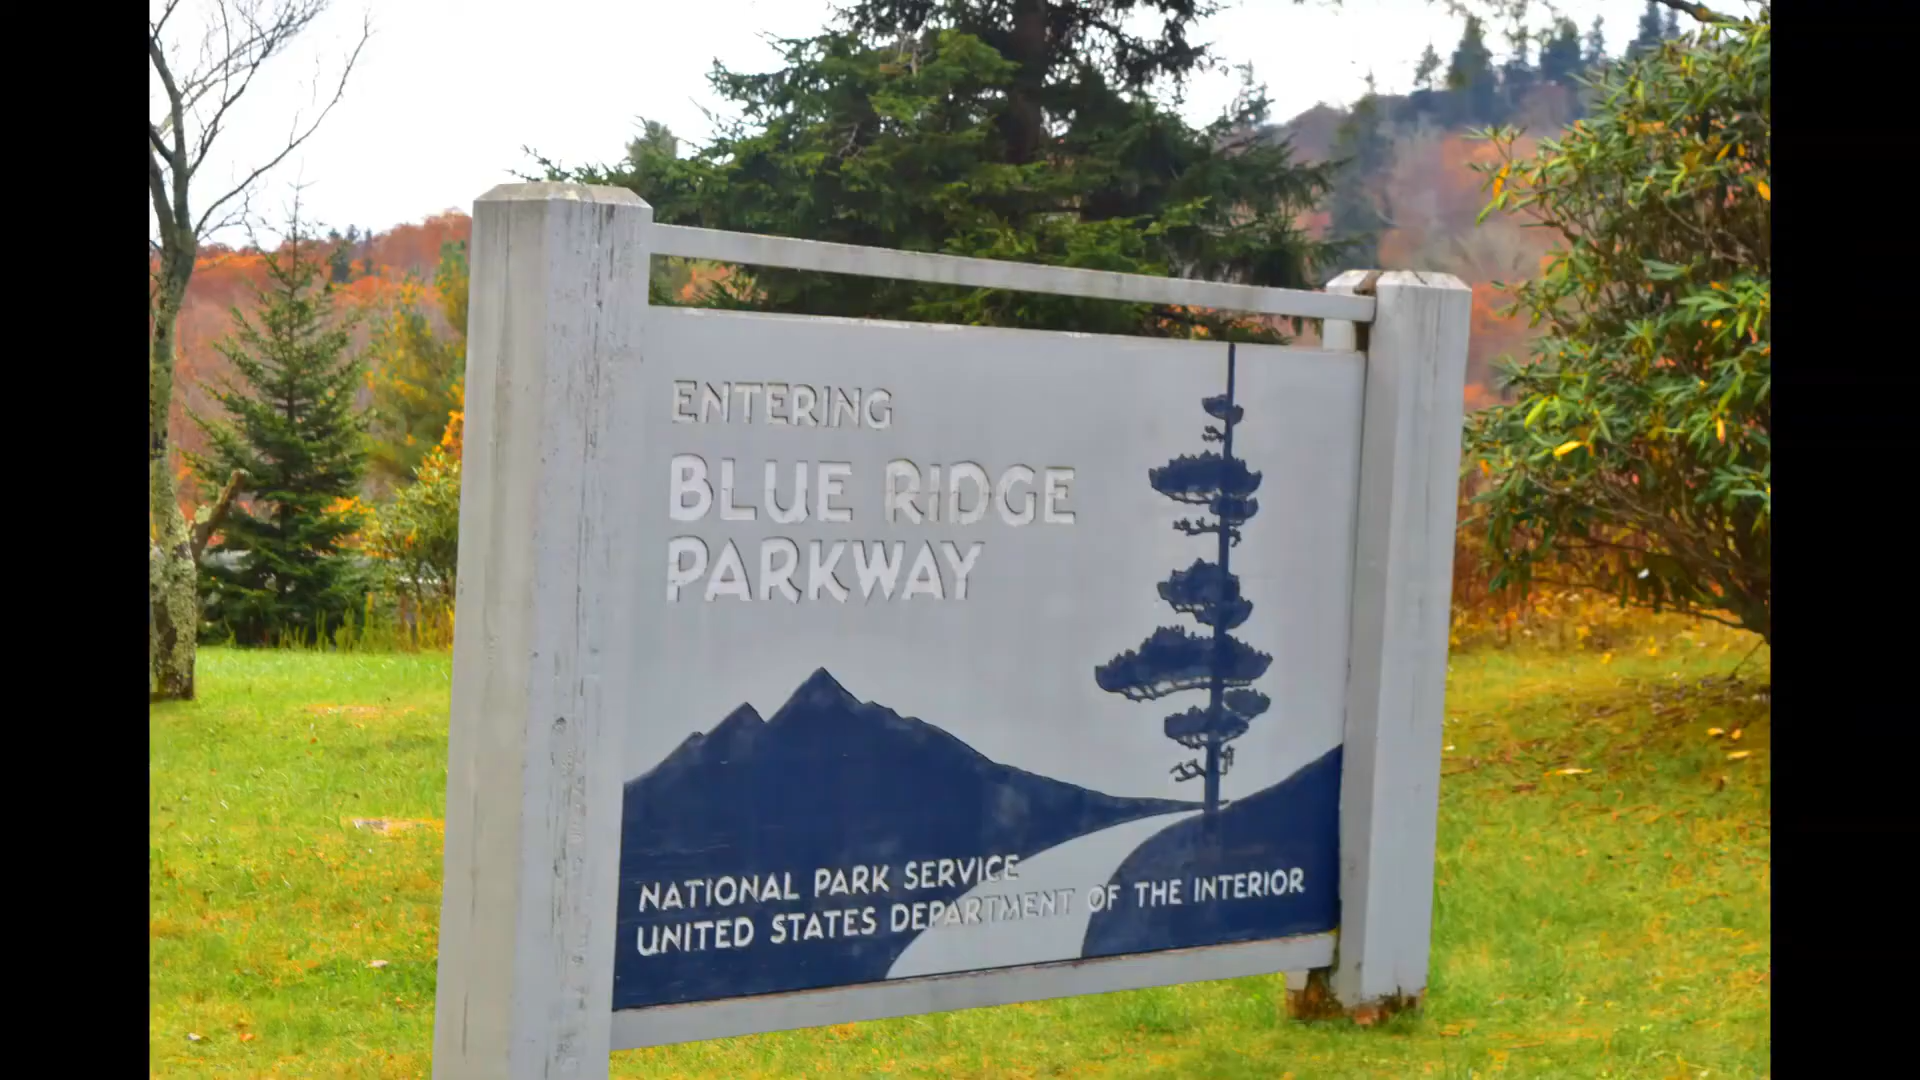 ENTERING
BLUE RIDGE
PARKWAY
NATIONAL PARK SERVICE
UNITED STATES DEPARTMENT OF THE INTERIOR